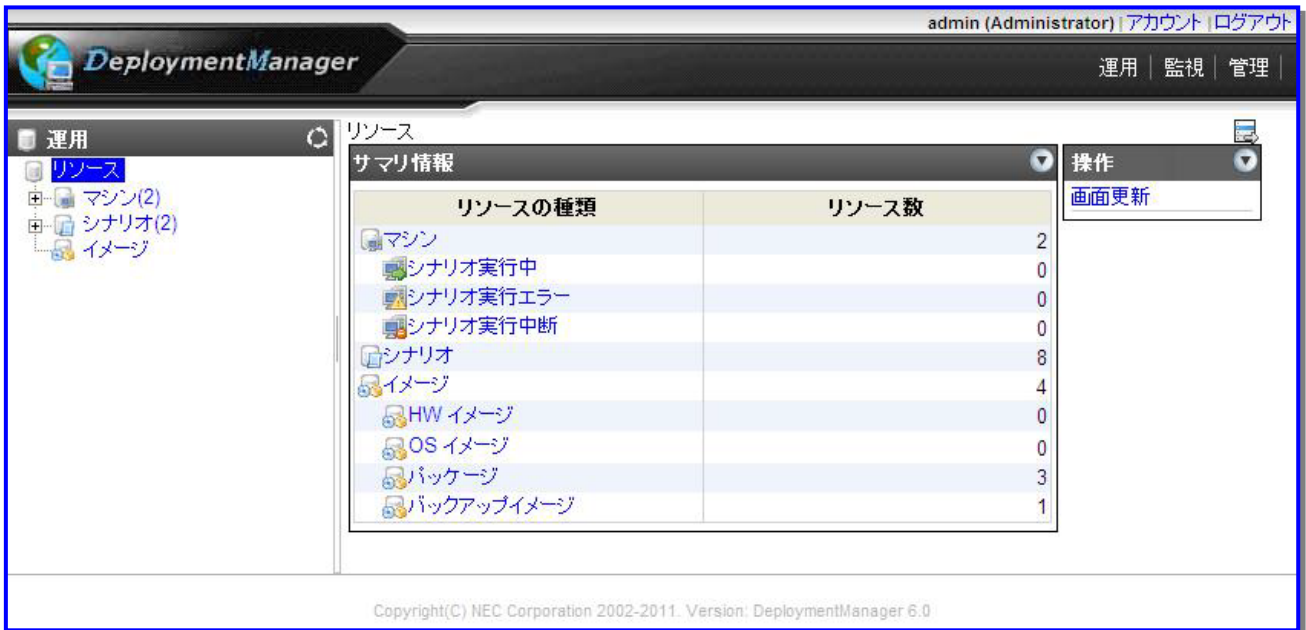 admin (Administrator) | アカウント | ログアウト
DeploymentManager
運用 | 監視 | 管理 |
運用
リソース
マシン(2)
シナリオ(2)
イメージ
リソース
サマリ情報
リソースの種類 リソース数
マシン 2
シナリオ実行中 0
シナリオ実行エラー 0
シナリオ実行中断 0
シナリオ 8
イメージ 4
HW イメージ 0
OS イメージ 0
パッケージ 3
バックアップイメージ 1
操作
画面更新
Copyright(C) NEC Corporation 2002-2011. Version: DeploymentManager 6.0